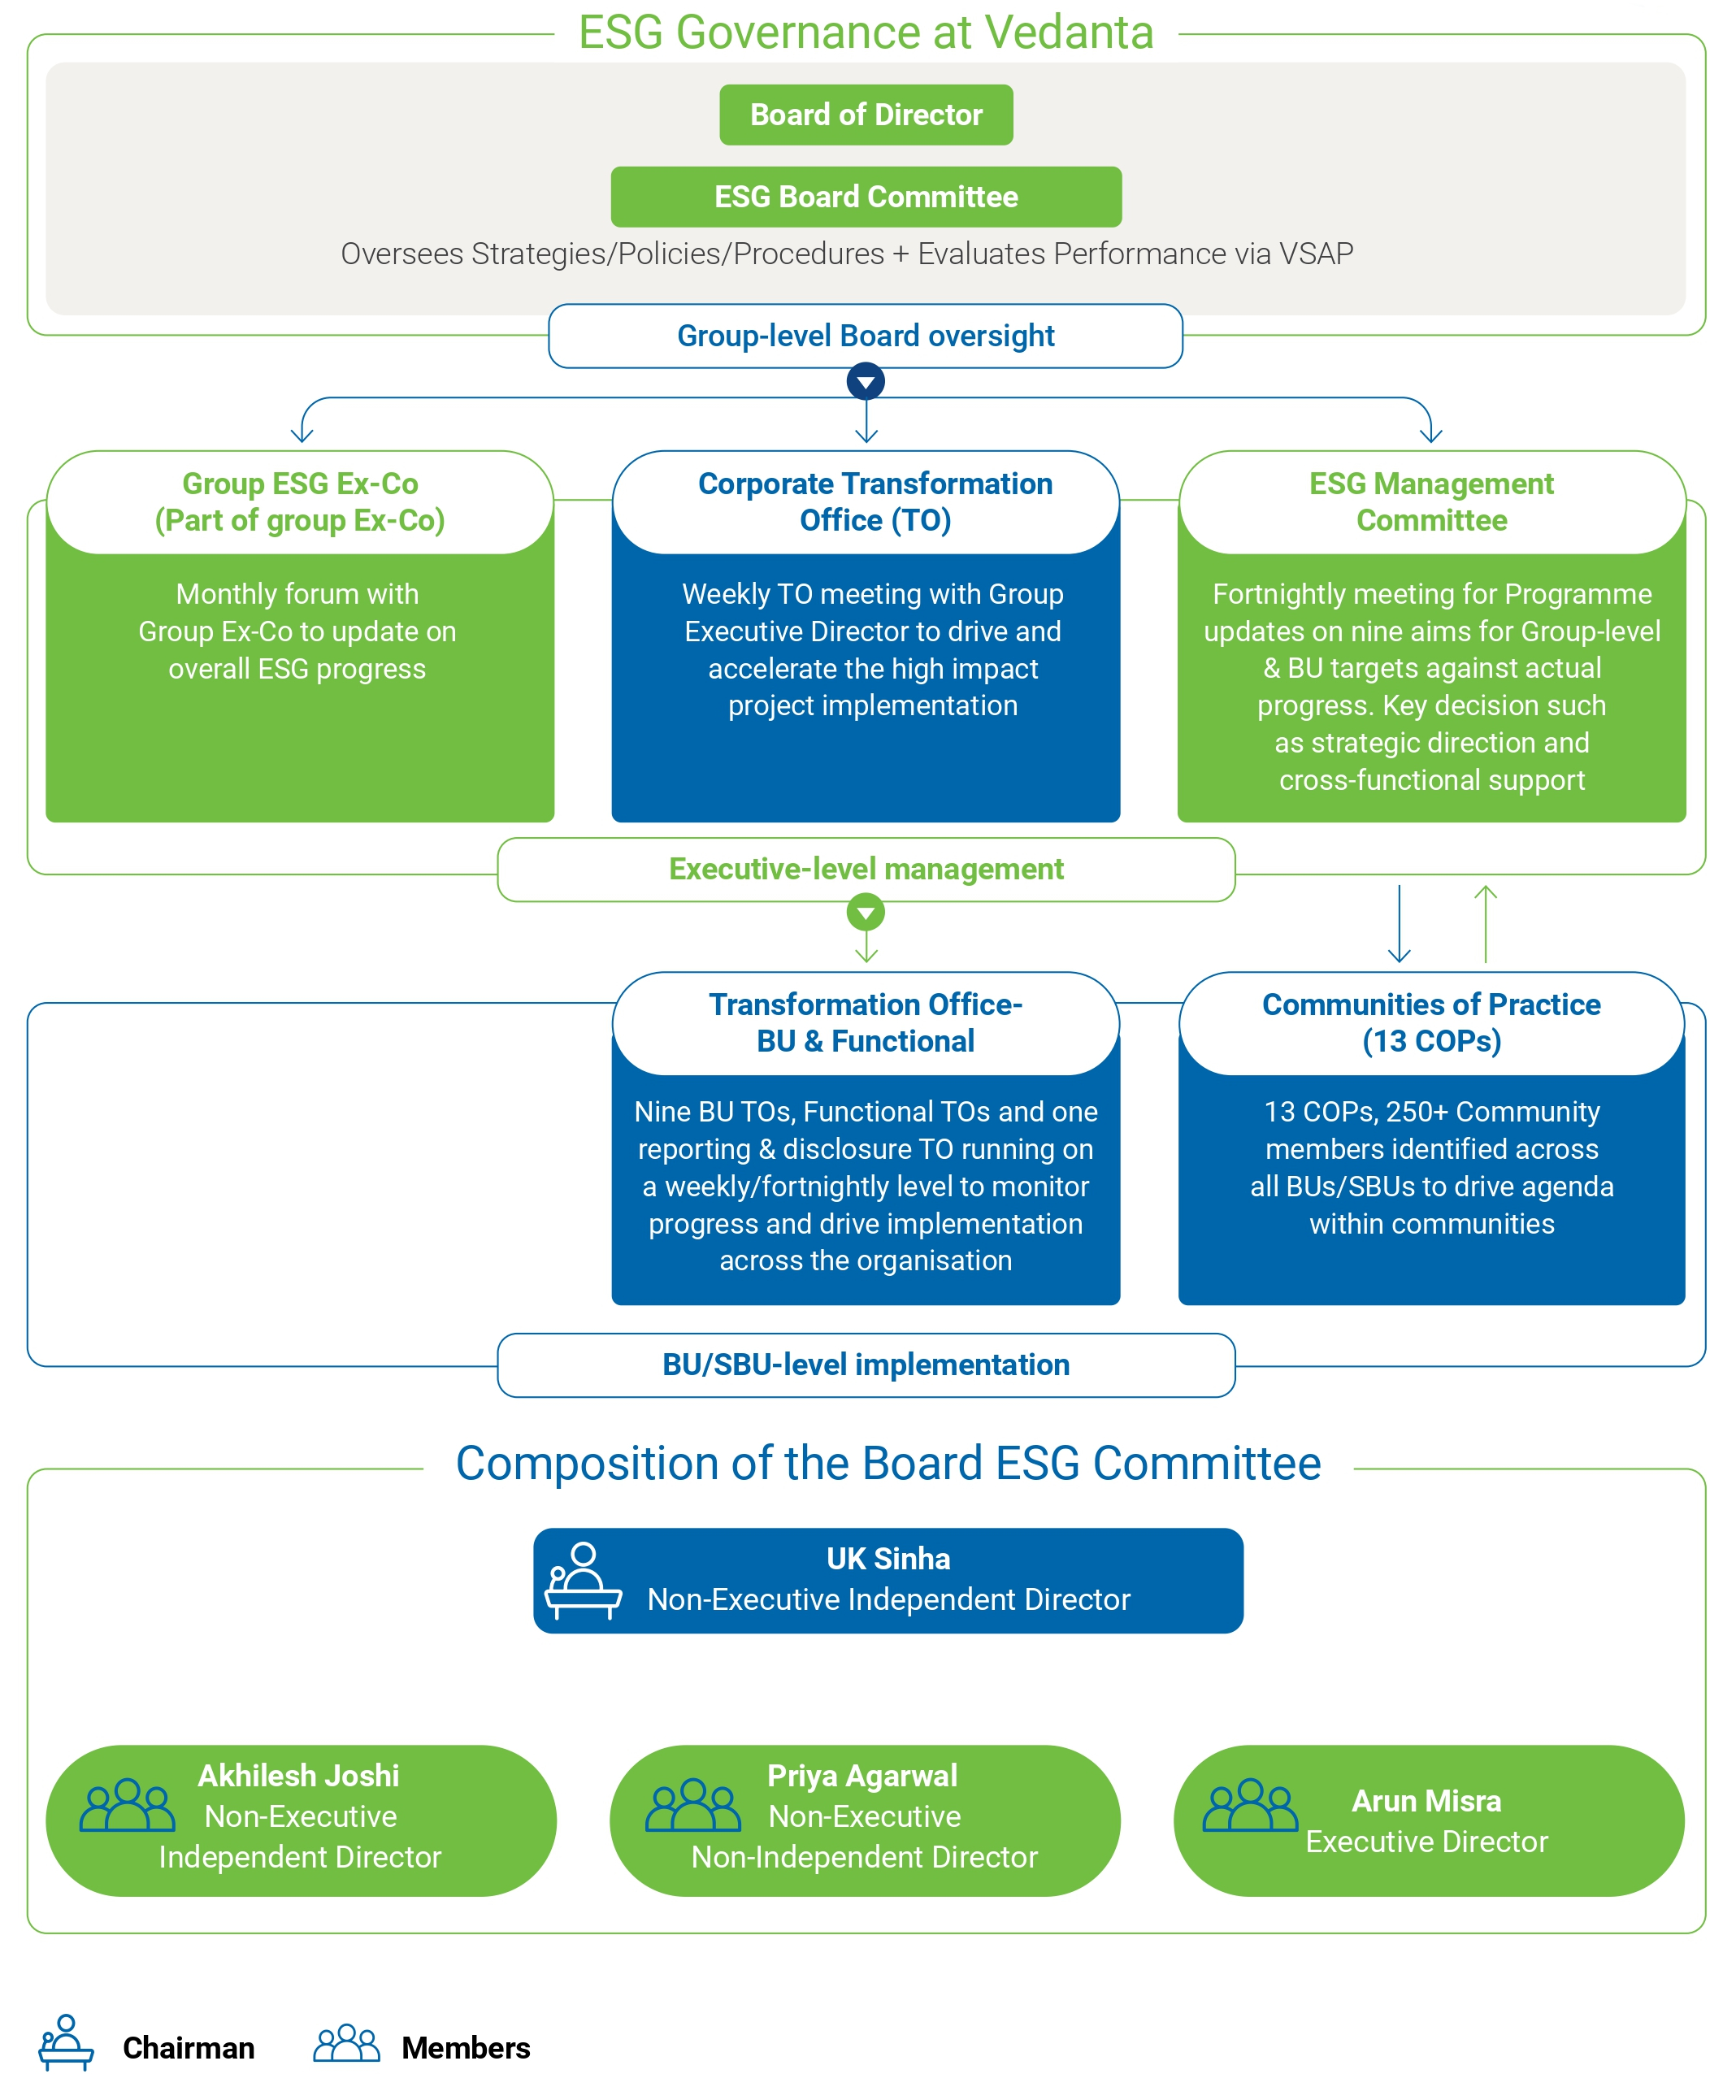 ESG Governance at Vedanta
Board of Director
ESG Board Committee
Oversees Strategies/Policies/Procedures + Evaluates Performance via VSAP
Group-level Board oversight
Group ESG Ex-Co
(Part of group Ex-Co)
Monthly forum with
Group Ex-Co to update on
overall ESG progress
Corporate Transformation
Office (TO)
Weekly TO meeting with Group
Executive Director to drive and
accelerate the high impact
project implementation
ESG Management
Committee
Fortnightly meeting for Programme
updates on nine aims for Group-level
& BU targets against actual
progress. Key decision such
as strategic direction and
cross-functional support
Executive-level management
Transformation Office-
BU & Functional
Nine BU TOs, Functional TOs and one
reporting & disclosure TO running on
a weekly/fortnightly level to monitor
progress and drive implementation
across the organisation
Communities of Practice
(13 COPs)
13 COPs, 250+ Community
members identified across
all BUs/SBUs to drive agenda
within communities
BU/SBU-level implementation
Composition of the Board ESG Committee
UK Sinha
Non-Executive Independent Director
Akhilesh Joshi
Non-Executive
Independent Director
Priya Agarwal
Non-Executive
Non-Independent Director
Arun Misra
Executive Director
Chairman
Members